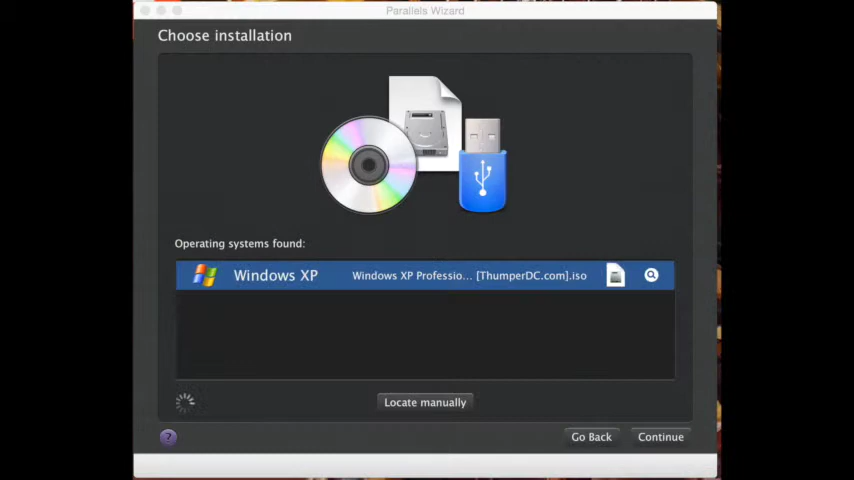 Parallels Wizard
Choose installation
Operating systems found:
Windows XP Windows XP Professio... [ThumperDC.com].iso
Locate manually
? Go Back Continue